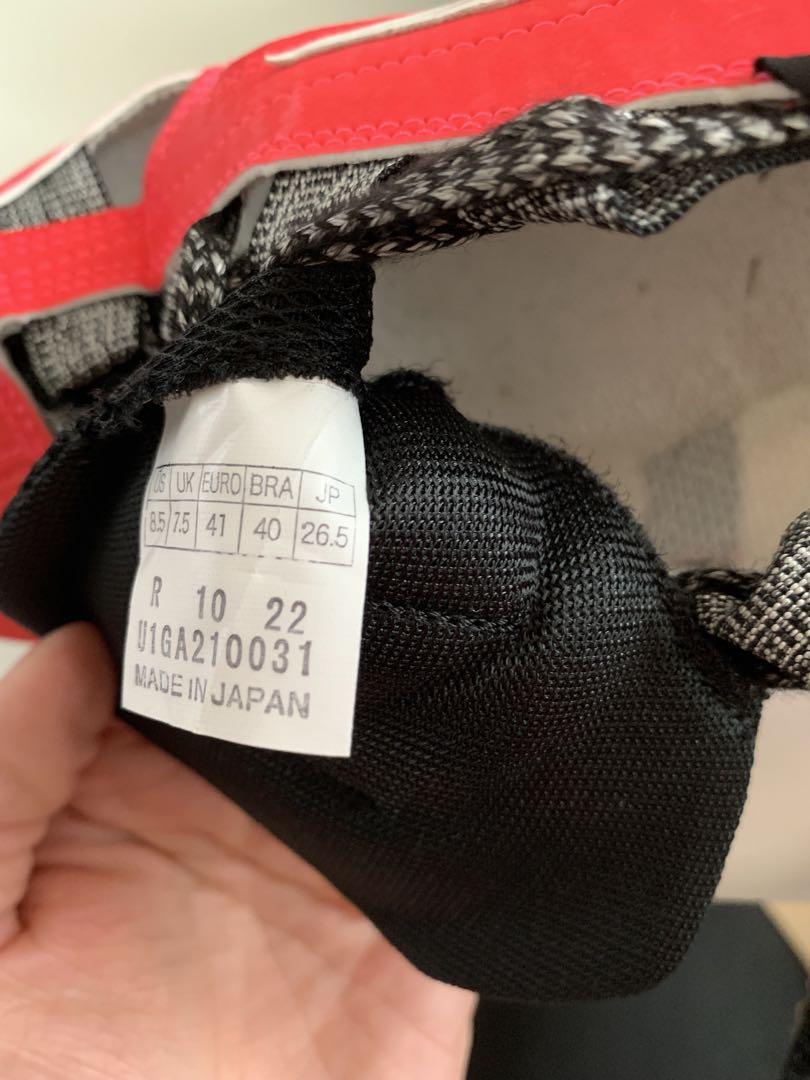 US UK EURO BRA JP
8.5 7.5 41 40 26.5
R 10 22
U1GA210031
MADE IN JAPAN